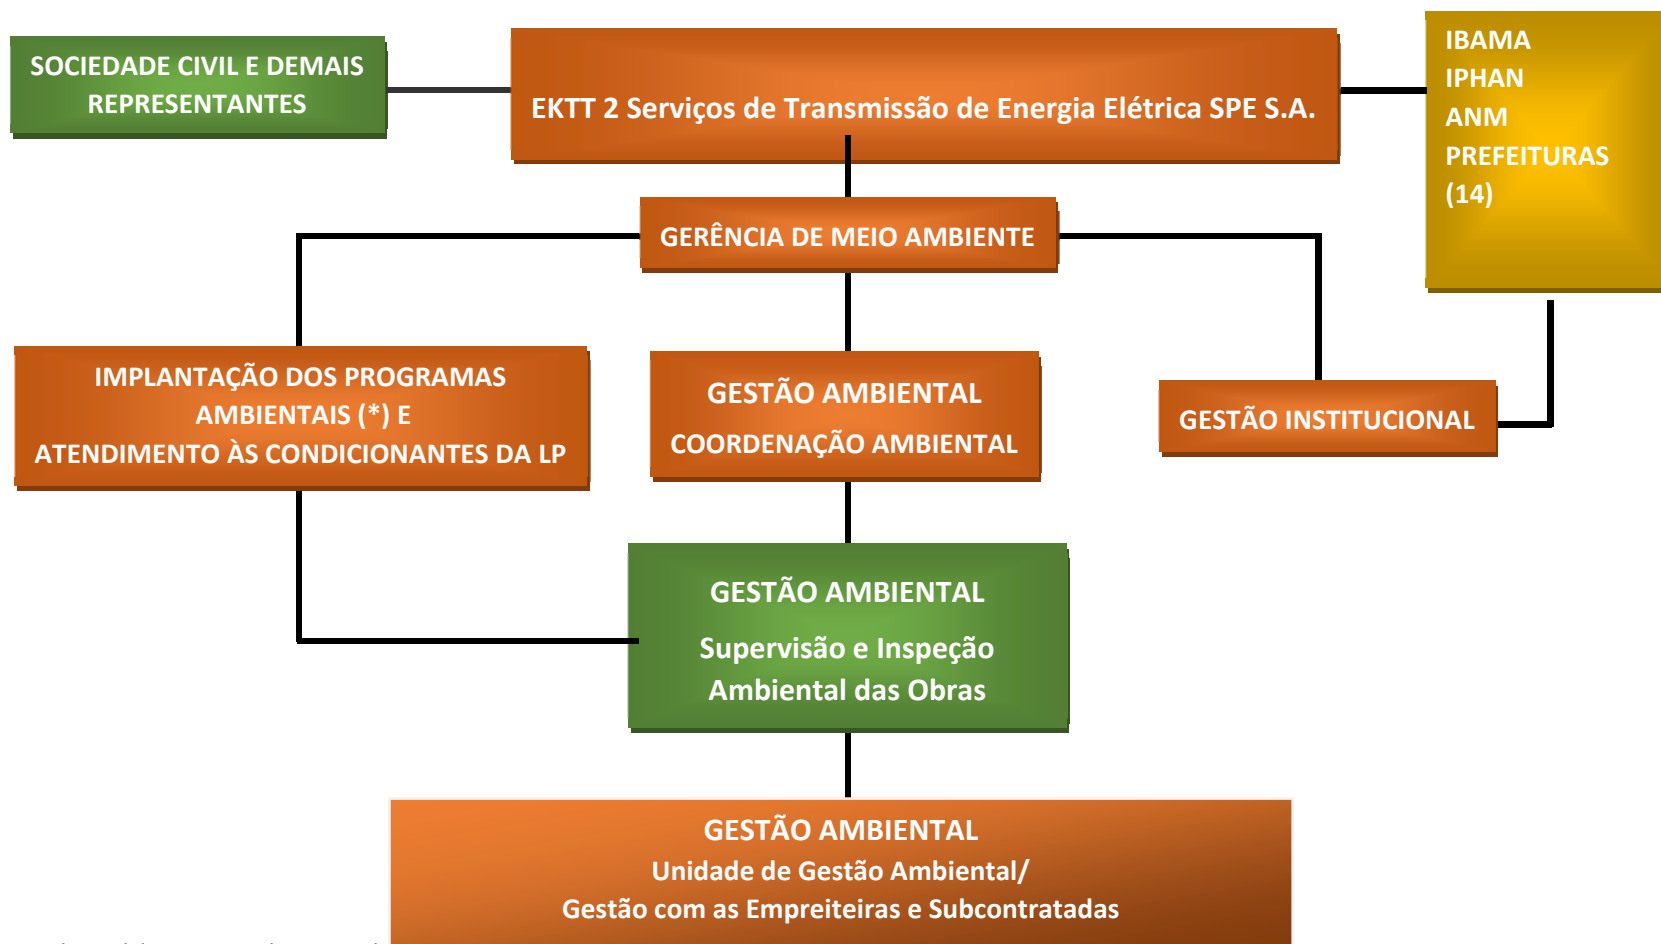 SOCIEDADE CIVIL E DEMAIS
REPRESENTANTES
EKTT 2 Serviços de Transmissão de Energia Elétrica SPE S.A.
IBAMA
IPHAN
ANM
PREFEITURAS
(14)
GERÊNCIA DE MEIO AMBIENTE
IMPLANTAÇÃO DOS PROGRAMAS
AMBIENTAIS (*) E
ATENDIMENTO ÀS CONDICIONANTES DA LP
GESTÃO AMBIENTAL
COORDENAÇÃO AMBIENTAL
GESTÃO INSTITUCIONAL
GESTÃO AMBIENTAL
Supervisão e Inspeção
Ambiental das Obras
GESTÃO AMBIENTAL
Unidade de Gestão Ambiental/
Gestão com as Empreiteiras e Subcontratadas